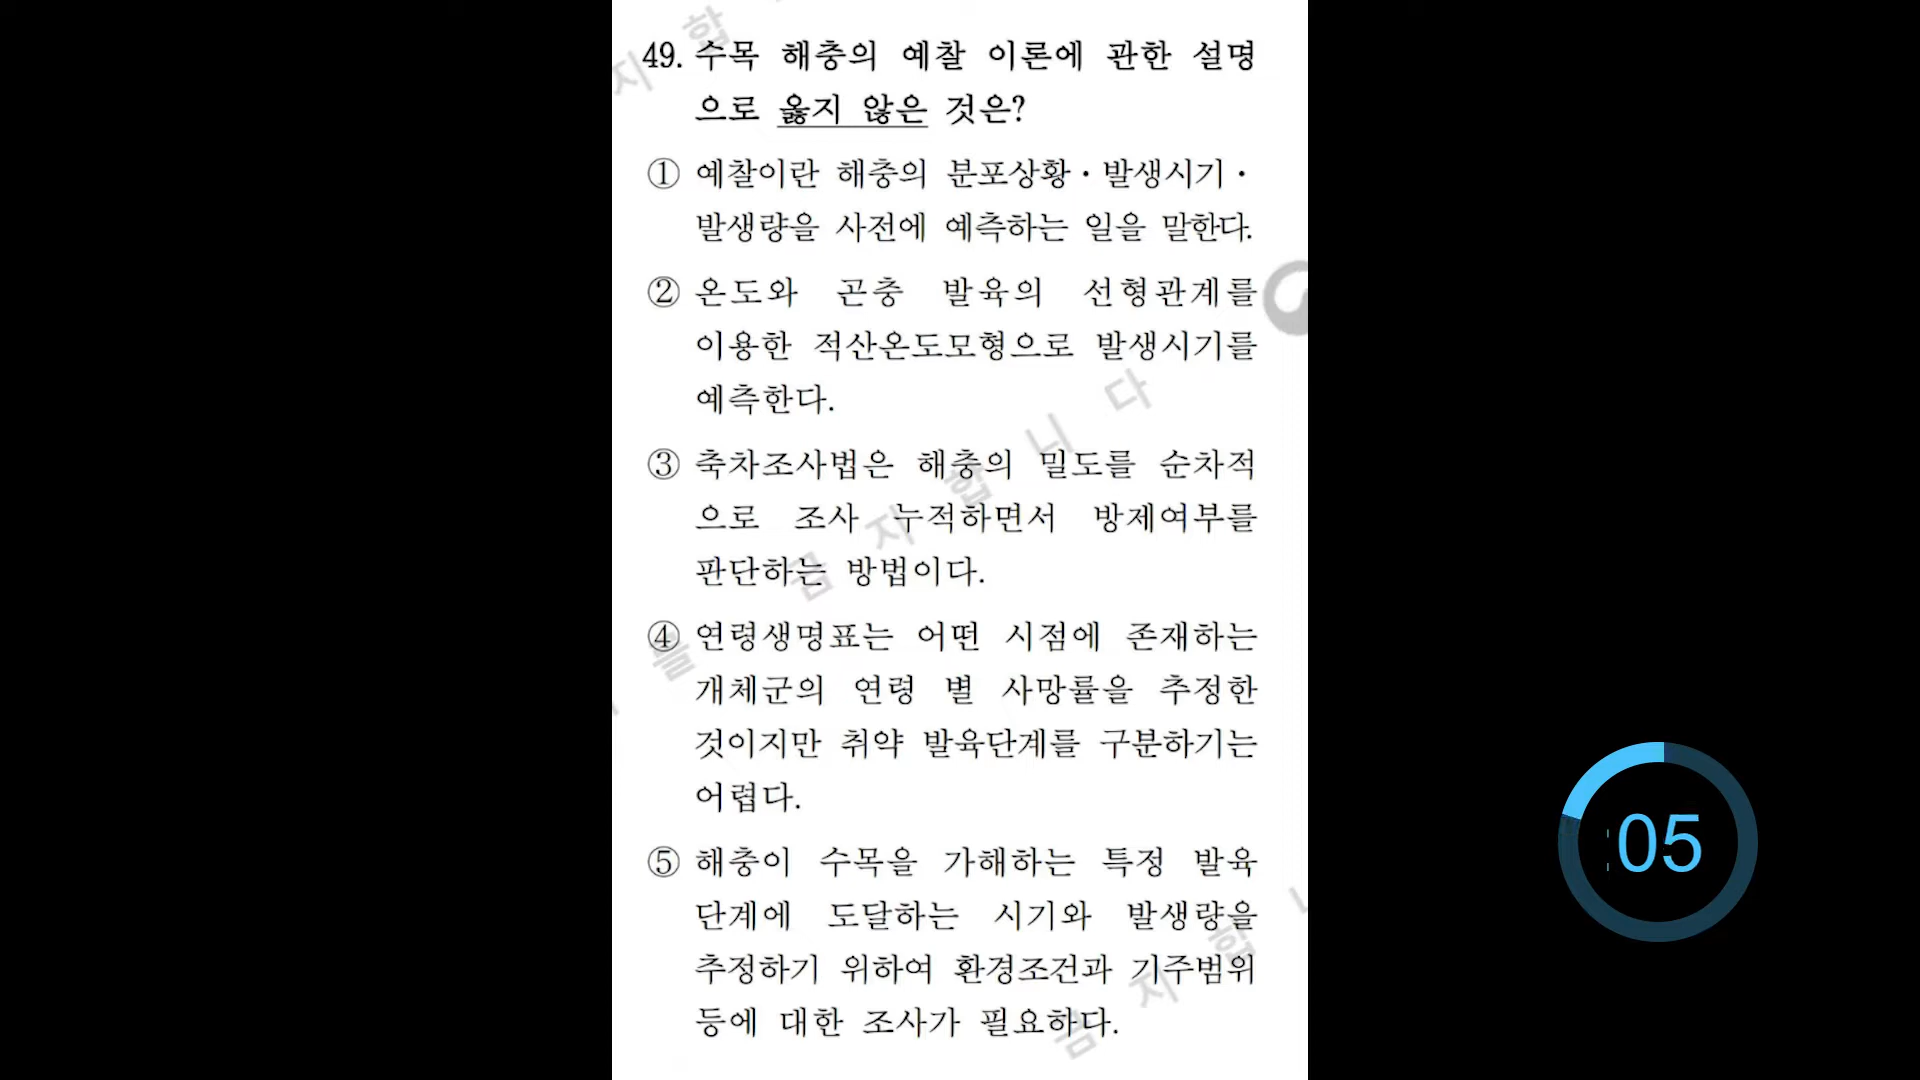 지 합
49. 수목 해충의 예찰 이론에 관한 설명
으로 옳지 않은 것은?
① 예찰이란 해충의 분포상황·발생시기·
발생량을 사전에 예측하는 일을 말한다.
② 온도와 곤충 발육의 선형관계를
이용한 적산온도모형으로 발생시기를
예측한다.
③ 축차조사법은 해충의 밀도를 순차적
으로 조사 누적하면서 방제여부를
판단하는 방법이다.
금 지 합 니 다
④ 연령생명표는 어떤 시점에 존재하는
개체군의 연령 별 사망률을 추정한
것이지만 취약 발육단계를 구분하기는
어렵다.
를
⑤ 해충이 수목을 가해하는 특정 발육
단계에 도달하는 시기와 발생량을
추정하기 위하여 환경조건과 기주범위
등에 대한 조사가 필요하다.
금 지 합
05